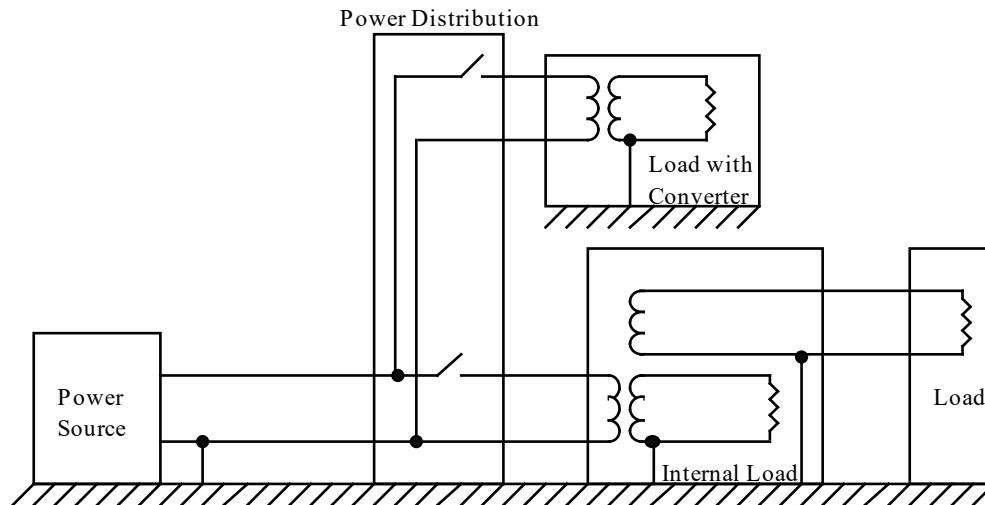 Power Distribution
Load with
Converter
Power
Source
Load
Internal Load